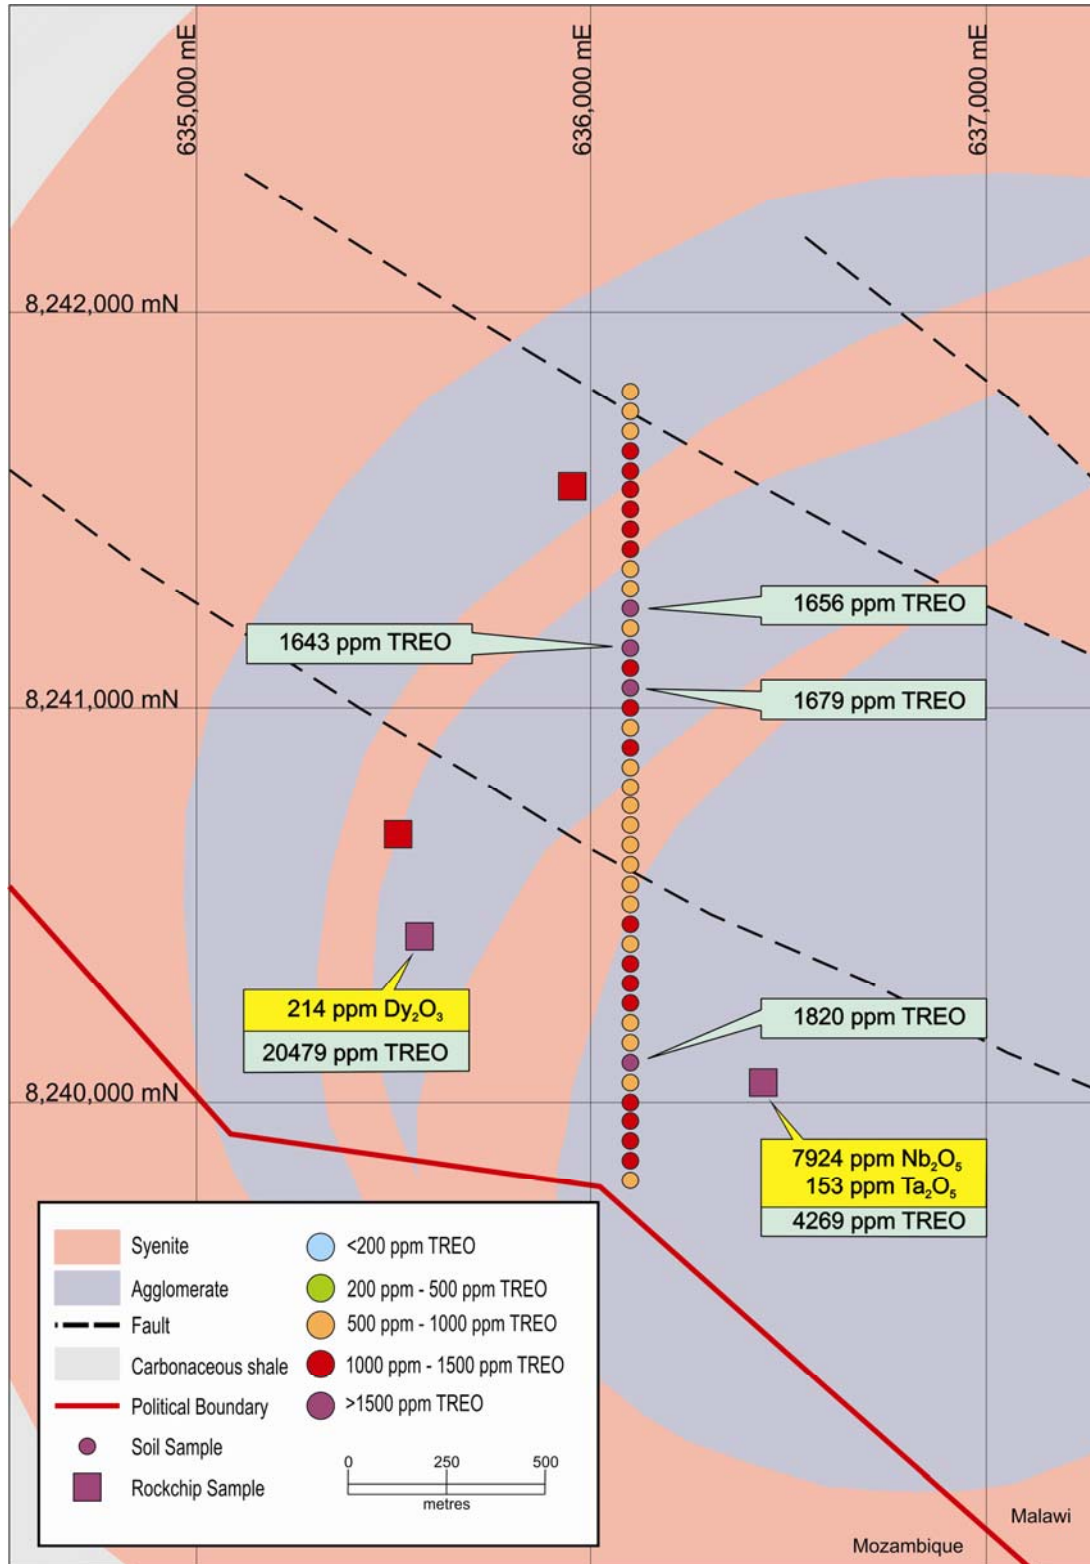 635,000 mE
636,000 mE
637,000 mE
8,242,000 mN
1656 ppm TREO
1643 ppm TREO
1679 ppm TREO
8,241,000 mN
214 ppm Dy₂O₃
20479 ppm TREO
1820 ppm TREO
8,240,000 mN
7924 ppm Nb₂O₅
153 ppm Ta₂O₅
4269 ppm TREO
Syenite
Agglomerate
Fault
Carbonaceous shale
Political Boundary
Soil Sample
Rockchip Sample
<200 ppm TREO
200 ppm - 500 ppm TREO
500 ppm - 1000 ppm TREO
1000 ppm - 1500 ppm TREO
>1500 ppm TREO
0 250 500
metres
Malawi
Mozambique